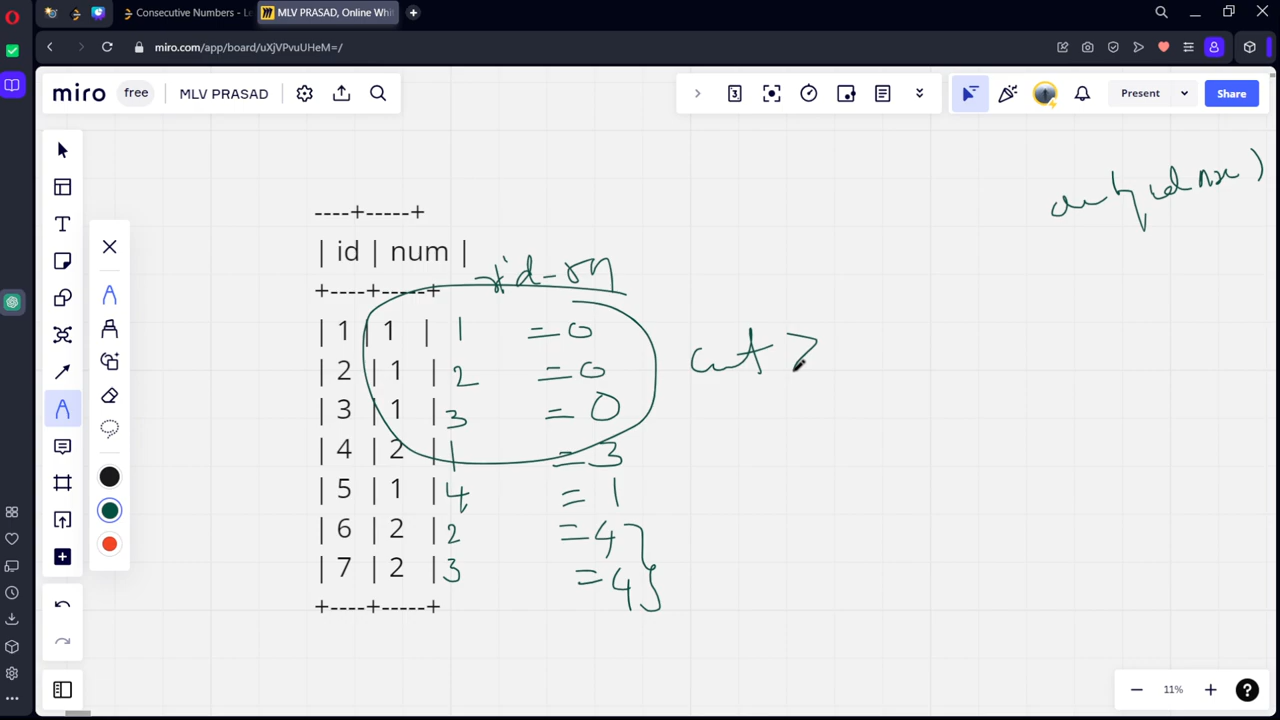 Consecutive Numbers - Le
MLV PRASAD, Online Whi
miro.com/app/board/uXjVPvuUHeM=/
miro free MLV PRASAD
Present
Share
----+-----+
| id | num |
id-rn
+----+-----+
| 1 | 1 | 1 =0
| 2 | 1 | 2 =0
| 3 | 1 | 3 =0
| 4 | 2 | 1 =3
| 5 | 1 | 4 =1
| 6 | 2 | 2 =4
| 7 | 2 | 3 =4
+----+-----+
cnt >
11%